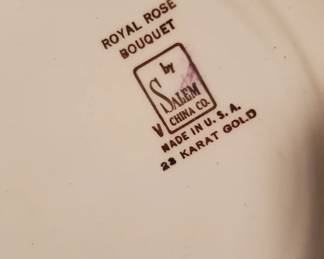 ROYAL ROSE
BOUQUET
by
SALEM
CHINA CO.
V
MADE IN U. S. A.
23 KARAT GOLD